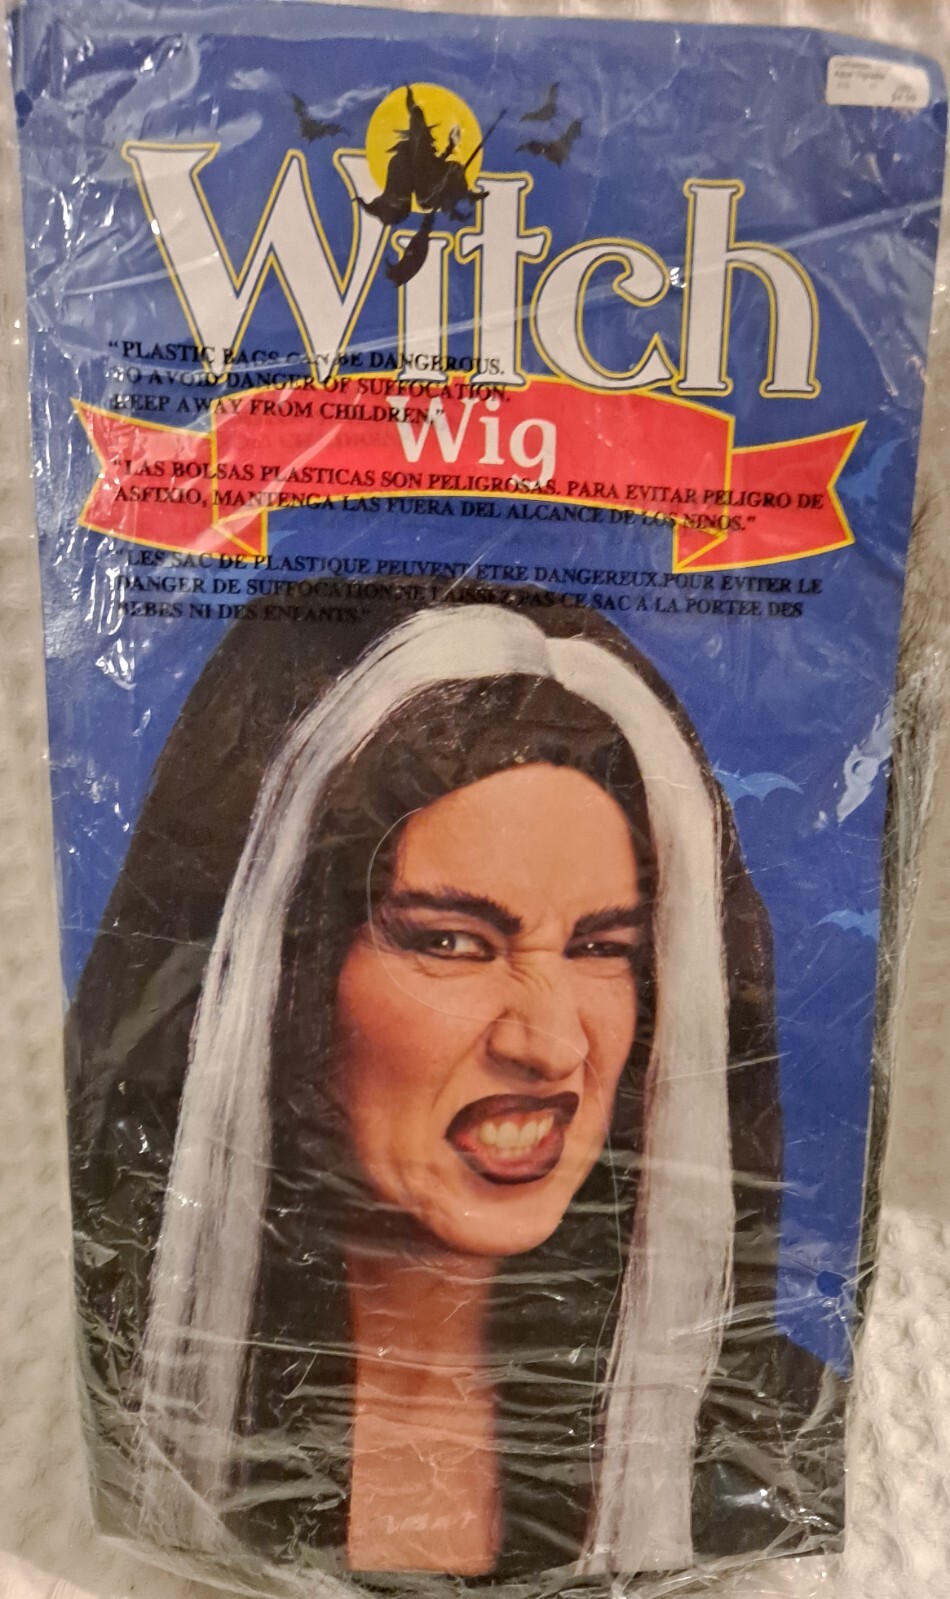 Witch
Wig
"PLASTIC BAGS CAN BE DANGEROUS.
TO AVOID DANGER OF SUFFOCATION.
KEEP AWAY FROM CHILDREN."
"LAS BOLSAS PLASTICAS SON PELIGROSAS. PARA EVITAR PELIGRO DE
ASFIXIO, MANTENGA LAS FUERA DEL ALCANCE DE LOS NINOS."
"LES SAC DE PLASTIQUE PEUVENT ETRE DANGEREUX.POUR EVITER LE
DANGER DE SUFFOCATION.NE LAISSEZ PAS CE SAC A LA PORTEE DES
BEBES NI DES ENFANTS."